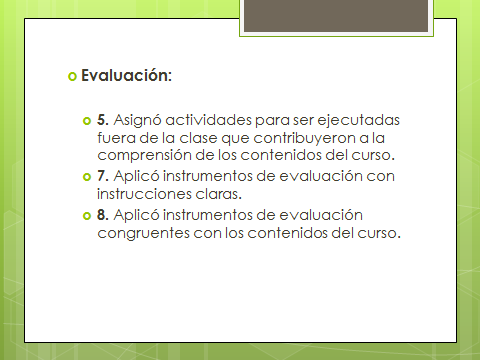 Evaluación:
5. Asignó actividades para ser ejecutadas
fuera de la clase que contribuyeron a la
comprensión de los contenidos del curso.
7. Aplicó instrumentos de evaluación con
instrucciones claras.
8. Aplicó instrumentos de evaluación
congruentes con los contenidos del curso.